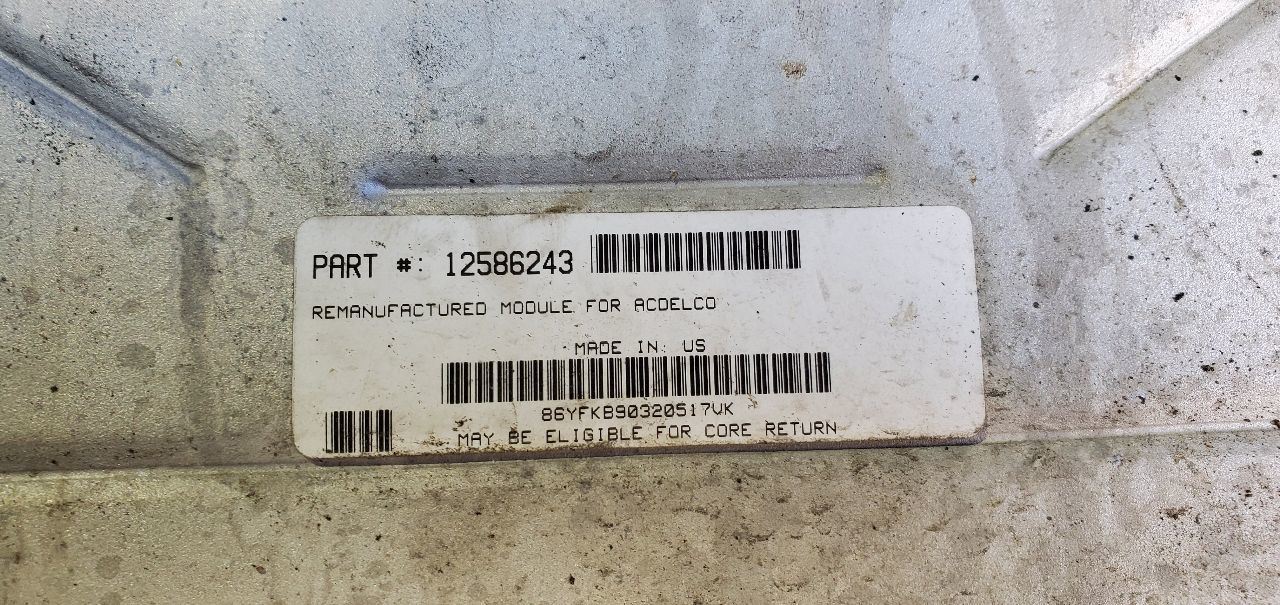 PART #: 12586243
REMANUFACTURED MODULE FOR ACDELCO
MADE IN: US
86YFKB90320517VK
MAY BE ELIGIBLE FOR CORE RETURN